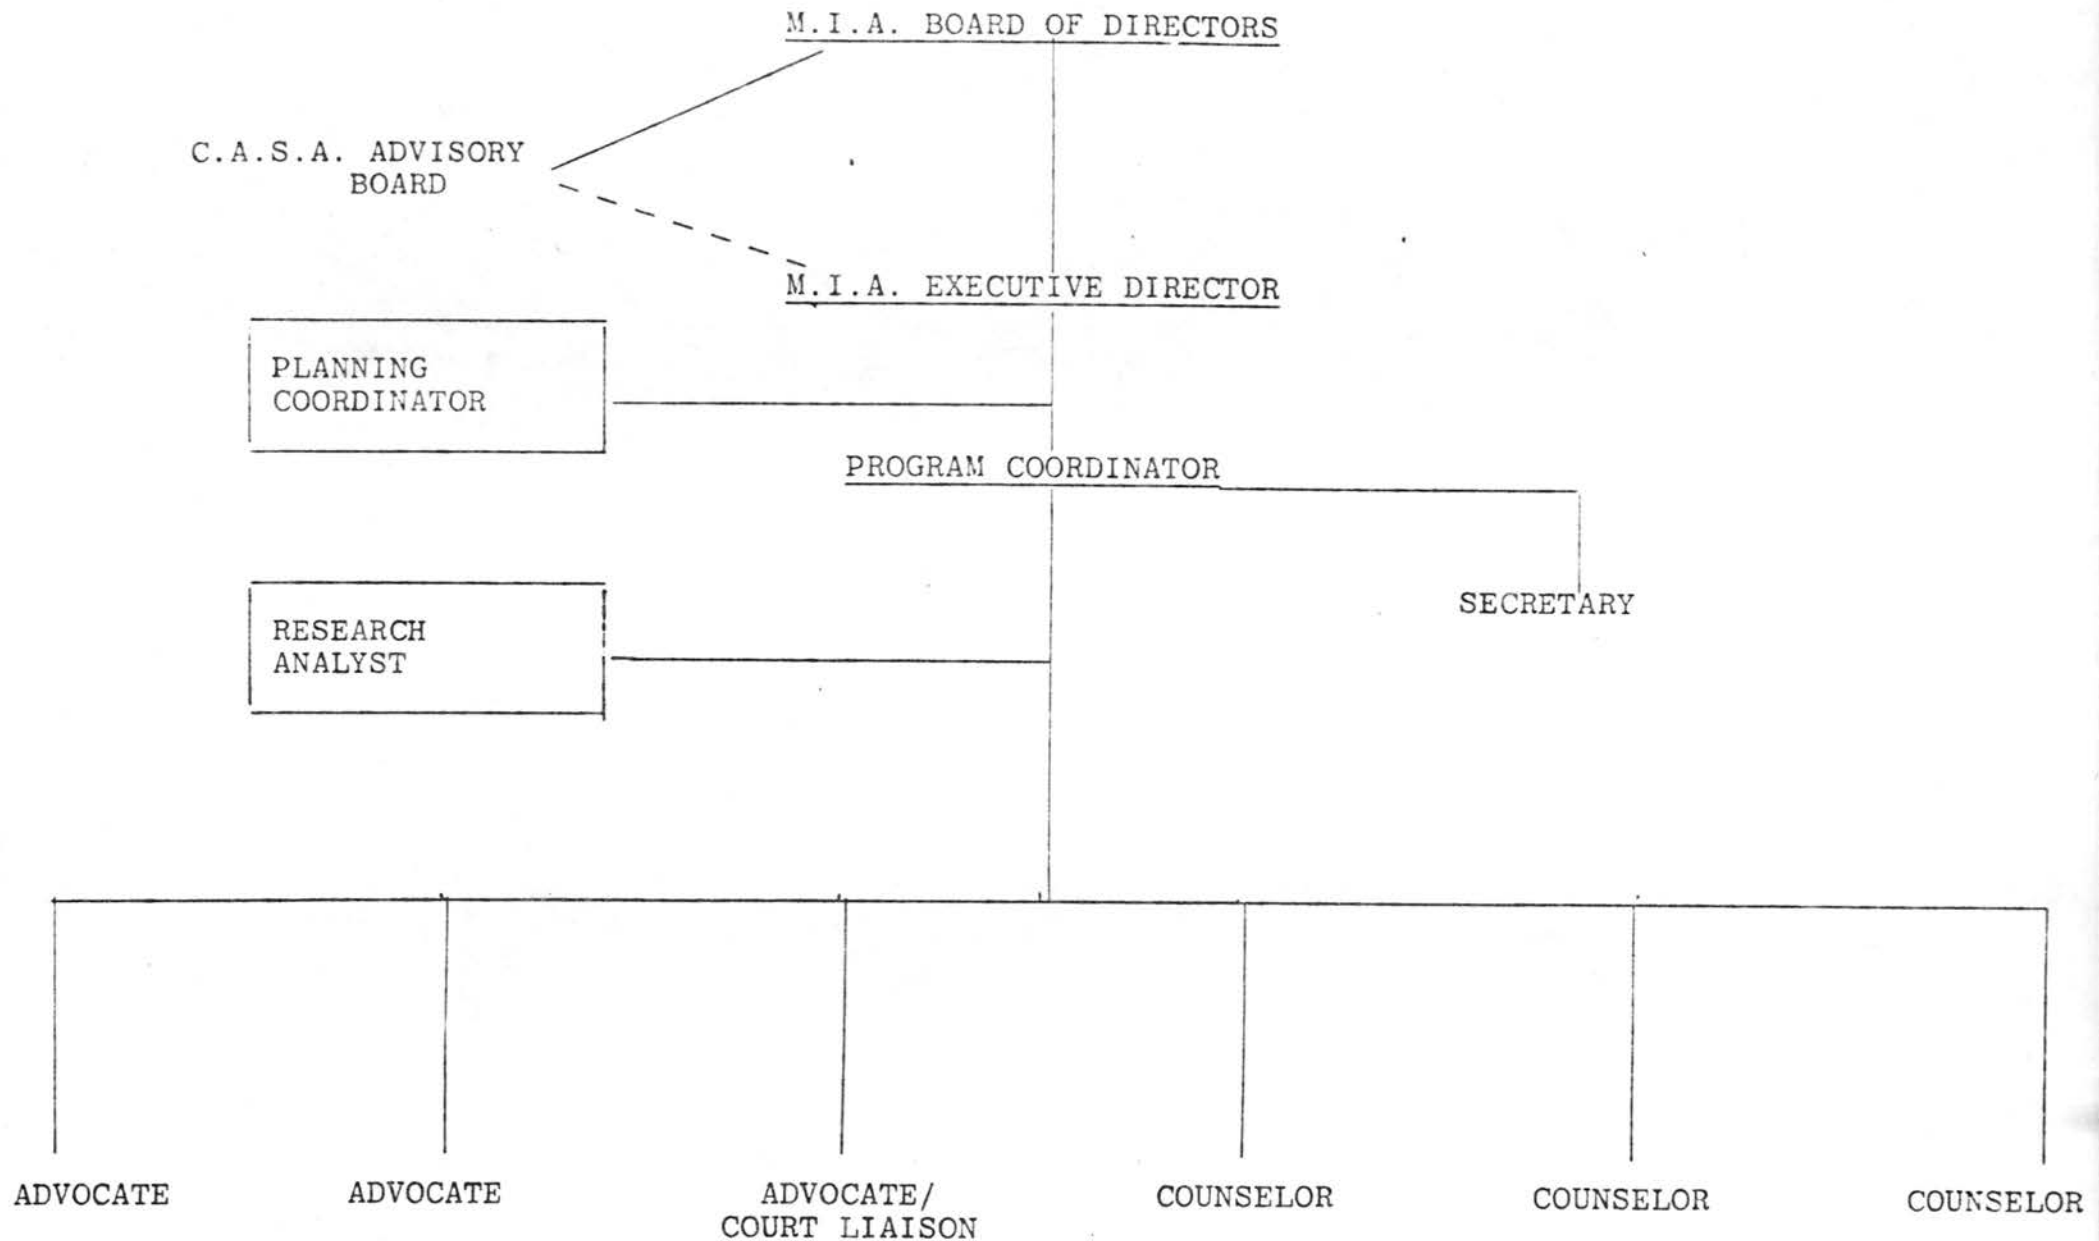 M.I.A. BOARD OF DIRECTORS
C.A.S.A. ADVISORY
BOARD
M.I.A. EXECUTIVE DIRECTOR
PLANNING
COORDINATOR
PROGRAM COORDINATOR
SECRETARY
RESEARCH
ANALYST
ADVOCATE
ADVOCATE
ADVOCATE/
COURT LIAISON
COUNSELOR
COUNSELOR
COUNSELOR